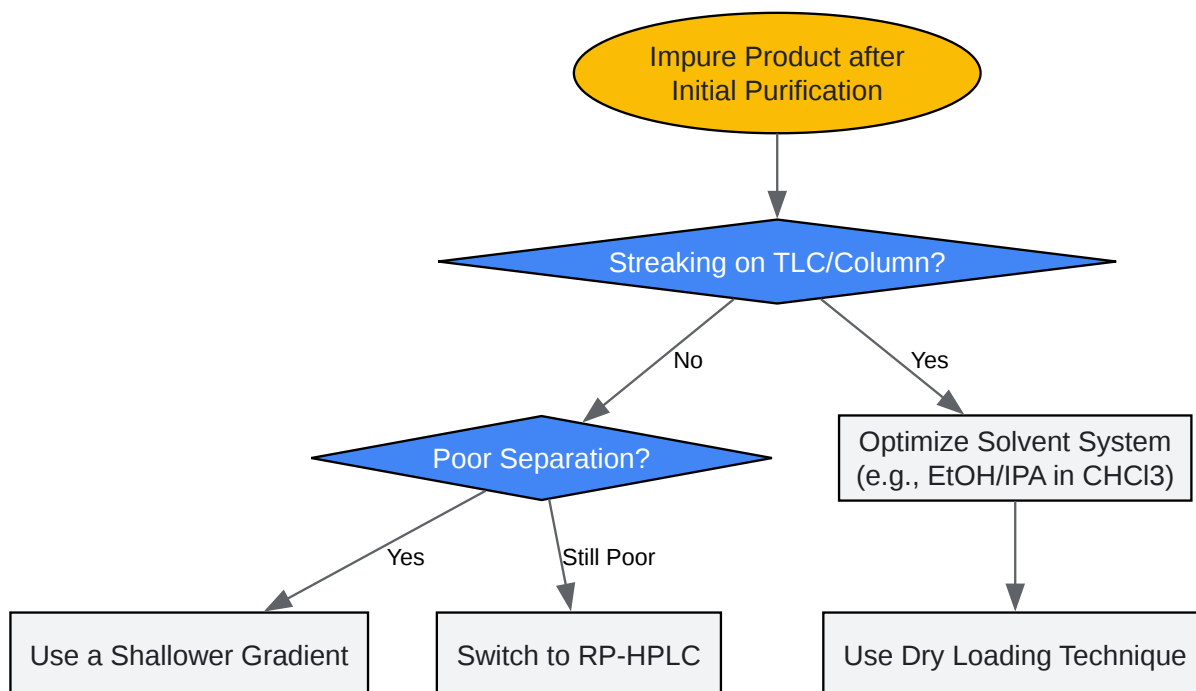 Impure Product after
Initial Purification
Streaking on TLC/Column?
No
Yes
Poor Separation?
Optimize Solvent System
(e.g., EtOH/IPA in CHCl3)
Yes
Still Poor
Use a Shallower Gradient
Switch to RP-HPLC
Use Dry Loading Technique